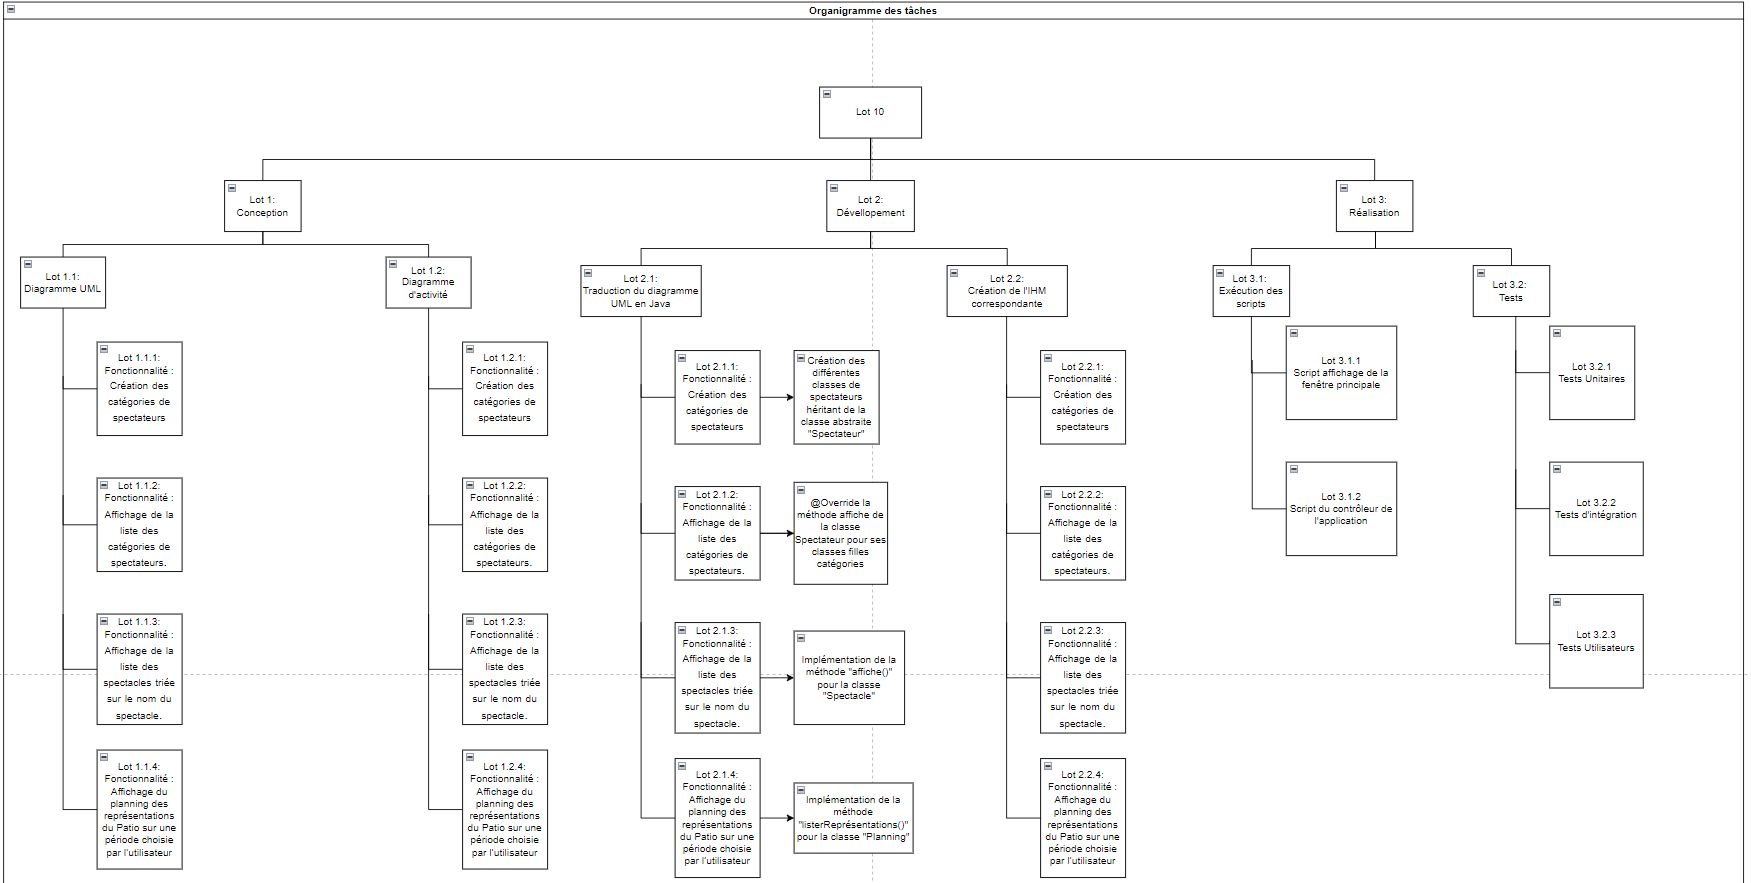 Organigramme des tâches
Lot 10
Lot 1:
Conception
Lot 2:
Dévellopement
Lot 3:
Réalisation
Lot 1.1:
Diagramme UML
Lot 1.2:
Diagramme
d'activité
Lot 2.1:
Traduction du diagramme
UML en Java
Lot 2.2:
Création de l'IHM
correspondante
Lot 3.1:
Exécution des
scripts
Lot 3.2:
Tests
Lot 1.1.1:
Fonctionnalité :
Création des
catégories de
spectateurs
Lot 1.1.2:
Fonctionnalité :
Affichage de la
liste des
catégories de
spectateurs.
Lot 1.1.3:
Fonctionnalité :
Affichage de la
liste des
spectacles triée
sur le nom du
spectacle.
Lot 1.1.4:
Fonctionnalité :
Affichage du
planning des
représentations
du Patio sur une
période choisie
par l'utilisateur
Lot 1.2.1:
Fonctionnalité :
Création des
catégories de
spectateurs
Lot 1.2.2:
Fonctionnalité :
Affichage de la
liste des
catégories de
spectateurs.
Lot 1.2.3:
Fonctionnalité :
Affichage de la
liste des
spectacles triée
sur le nom du
spectacle.
Lot 1.2.4:
Fonctionnalité :
Affichage du
planning des
représentations
du Patio sur une
période choisie
par l'utilisateur
Lot 2.1.1:
Fonctionnalité :
Création des
catégories de
spectateurs
Création des
différentes
classes de
spectateurs
héritant de la
classe abstraite
"Spectateur"
Lot 2.1.2:
Fonctionnalité :
Affichage de la
liste des
catégories de
spectateurs.
@Override la
méthode affiche de
la classe
Spectateur pour ses
classes filles
catégories
Lot 2.1.3:
Fonctionnalité :
Affichage de la
liste des
spectacles triée
sur le nom du
spectacle.
Implémentation de la
méthode "affiche()"
pour la classe
"Spectacle"
Lot 2.1.4:
Fonctionnalité :
Affichage du
planning des
représentations
du Patio sur une
période choisie
par l'utilisateur
Implémentation de la
méthode
"listerReprésentations()"
pour la classe "Planning"
Lot 2.2.1:
Fonctionnalité :
Création des
catégories de
spectateurs
Lot 2.2.2:
Fonctionnalité :
Affichage de la
liste des
catégories de
spectateurs.
Lot 2.2.3:
Fonctionnalité :
Affichage de la
liste des
spectacles triée
sur le nom du
spectacle.
Lot 2.2.4:
Fonctionnalité :
Affichage du
planning des
représentations
du Patio sur une
période choisie
par l'utilisateur
Lot 3.1.1
Script affichage de la
fenêtre principale
Lot 3.1.2
Script du contrôleur de
l'application
Lot 3.2.1
Tests Unitaires
Lot 3.2.2
Tests d'intégration
Lot 3.2.3
Tests Utilisateurs